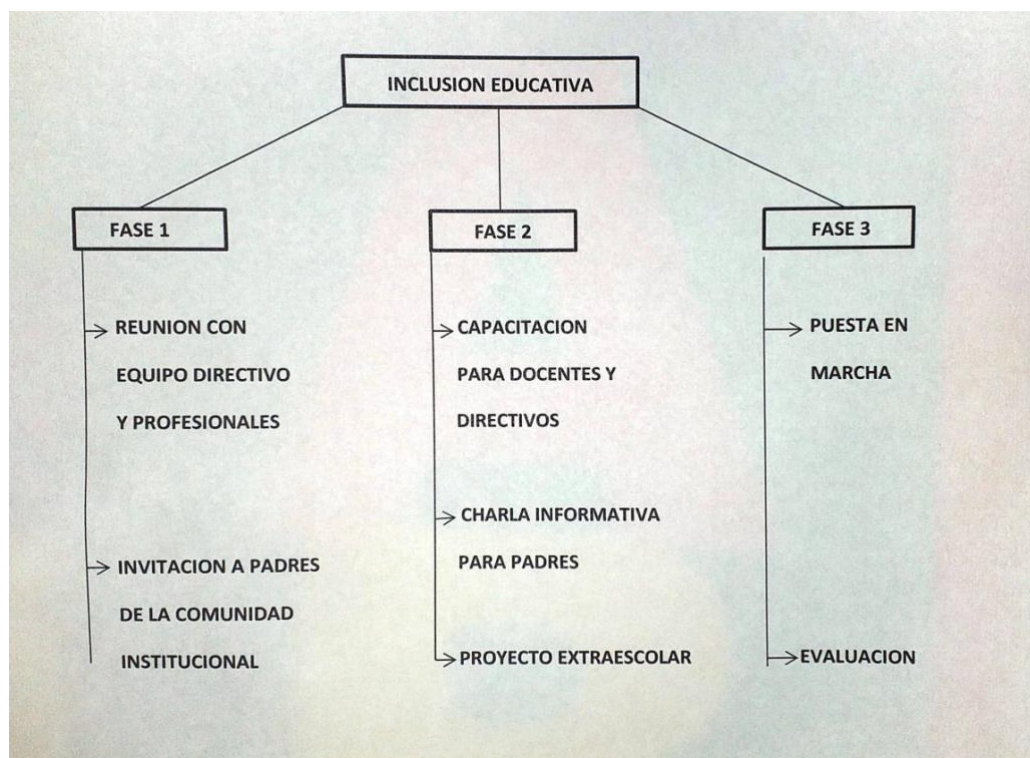 INCLUSION EDUCATIVA
FASE 1
REUNION CON
EQUIPO DIRECTIVO
Y PROFESIONALES
INVITACION A PADRES
DE LA COMUNIDAD
INSTITUCIONAL
FASE 2
CAPACITACION
PARA DOCENTES Y
DIRECTIVOS
CHARLA INFORMATIVA
PARA PADRES
PROYECTO EXTRAESCOLAR
FASE 3
PUESTA EN
MARCHA
EVALUACION